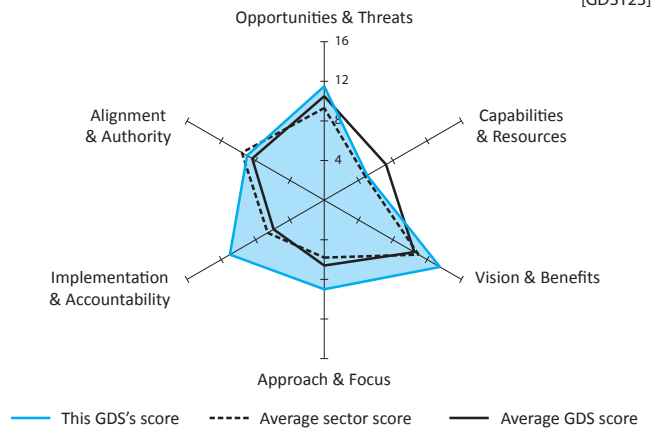 Opportunities & Threats
16
12
8
4
Alignment
& Authority
Capabilities
& Resources
Implementation
& Accountability
Vision & Benefits
Approach & Focus
This GDS's score
Average sector score
Average GDS score